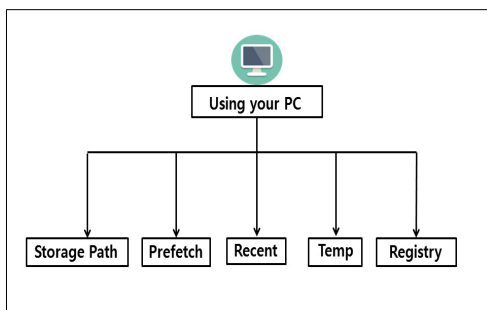 Using your PC
Storage Path
Prefetch
Recent
Temp
Registry